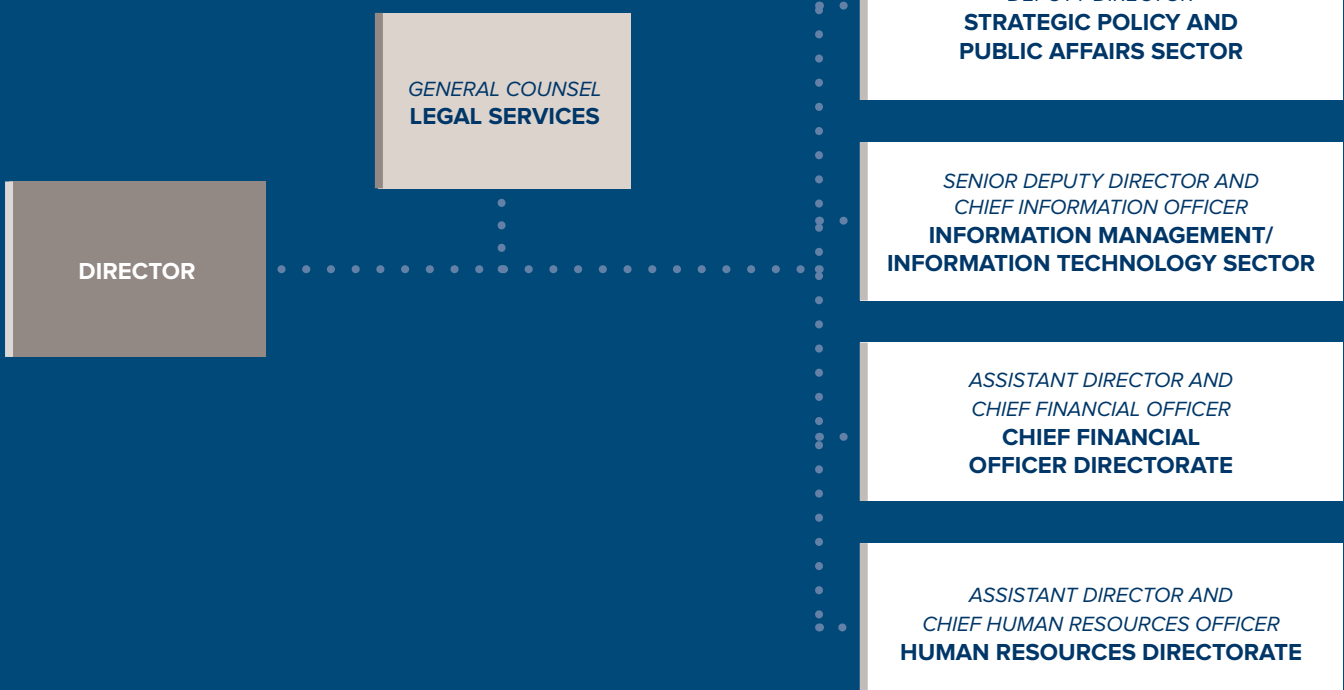 STRATEGIC POLICY AND
PUBLIC AFFAIRS SECTOR
GENERAL COUNSEL
LEGAL SERVICES
SENIOR DEPUTY DIRECTOR AND
CHIEF INFORMATION OFFICER
INFORMATION MANAGEMENT/
INFORMATION TECHNOLOGY SECTOR
DIRECTOR
ASSISTANT DIRECTOR AND
CHIEF FINANCIAL OFFICER
CHIEF FINANCIAL
OFFICER DIRECTORATE
ASSISTANT DIRECTOR AND
CHIEF HUMAN RESOURCES OFFICER
HUMAN RESOURCES DIRECTORATE